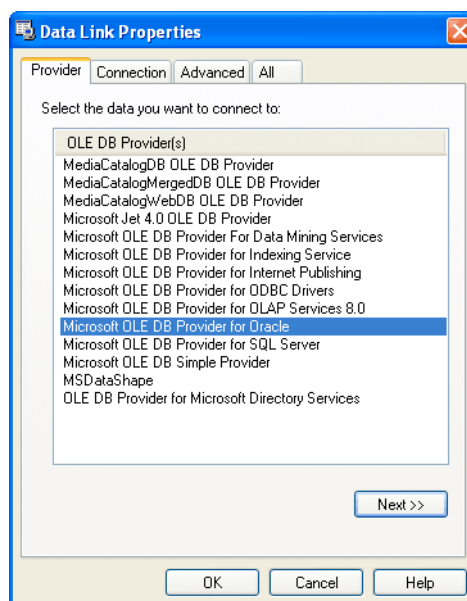 Data Link Properties
Provider Connection Advanced All
Select the data you want to connect to:
OLE DB Provider(s)
MediaCatalogDB OLE DB Provider
MediaCatalogMergedDB OLE DB Provider
MediaCatalogWebDB OLE DB Provider
Microsoft Jet 4.0 OLE DB Provider
Microsoft OLE DB Provider For Data Mining Services
Microsoft OLE DB Provider for Indexing Service
Microsoft OLE DB Provider for Internet Publishing
Microsoft OLE DB Provider for ODBC Drivers
Microsoft OLE DB Provider for OLAP Services 8.0
Microsoft OLE DB Provider for Oracle
Microsoft OLE DB Provider for SQL Server
Microsoft OLE DB Simple Provider
MSDataShape
OLE DB Provider for Microsoft Directory Services
Next >>
OK Cancel Help